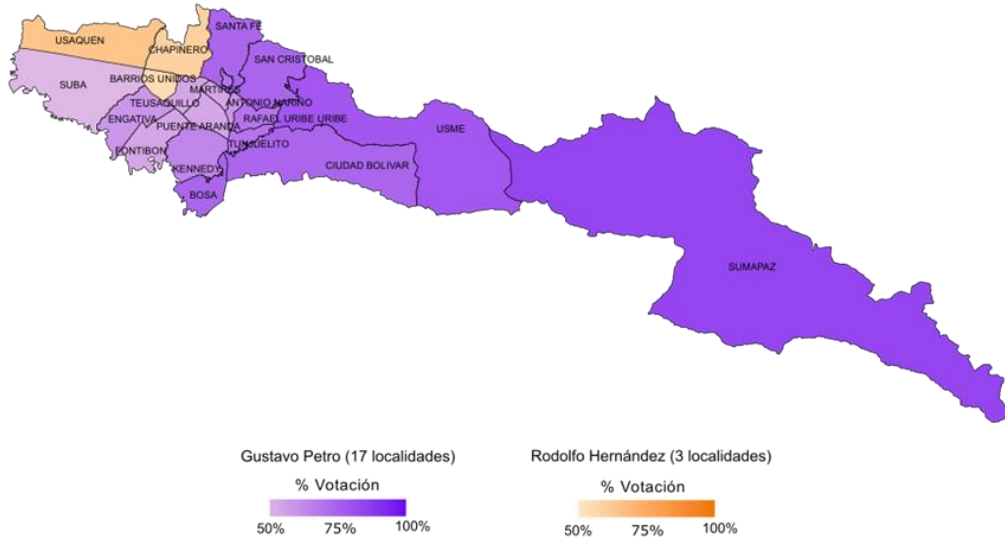 SANTA FE
USAQUEN
CHAPINERO
SAN CRISTOBAL
BARRIOS UNIDOS
SUBA
MARTIRES
TEUSAQUILLO
ANTONIO NARIÑO
ENGATIVA
PUENTE ARANDA
RAFAEL URIBE URIBE
USME
TUNJUELITO
FONTIBON
KENNEDY
CIUDAD BOLIVAR
BOSA
SUMAPAZ
Gustavo Petro (17 localidades)
Rodolfo Hernández (3 localidades)
% Votación
% Votación
50%
75%
100%
50%
75%
100%